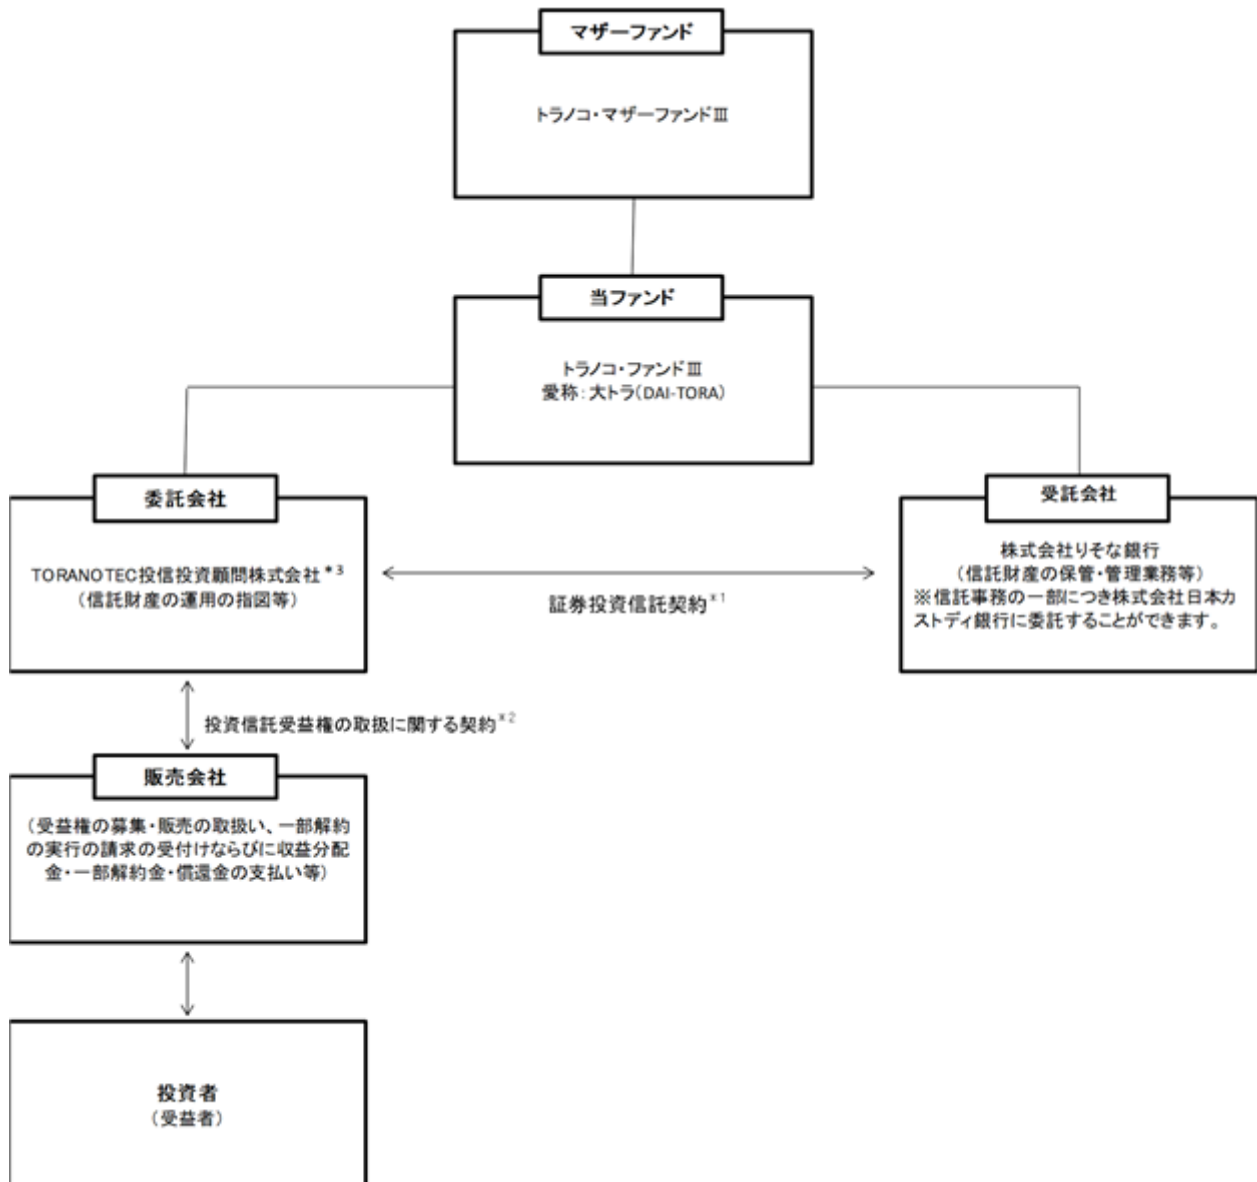 マザーファンド
トラノコ・マザーファンドⅢ
当ファンド
トラノコ・ファンドⅢ
愛称：大トラ（DAI-TORA）
委託会社
TORANOTEC投信投資顧問株式会社＊3
（信託財産の運用の指図等）
証券投資信託契約＊1
受託会社
株式会社りそな銀行
（信託財産の保管・管理業務等）
※信託事務の一部につき株式会社日本カ
ストディ銀行に委託することができます。
投資信託受益権の取扱に関する契約＊2
販売会社
（受益権の募集・販売の取扱い、一部解約
の実行の請求の受付けならびに収益分配
金・一部解約金・償還金の支払い等）
投資者
（受益者）